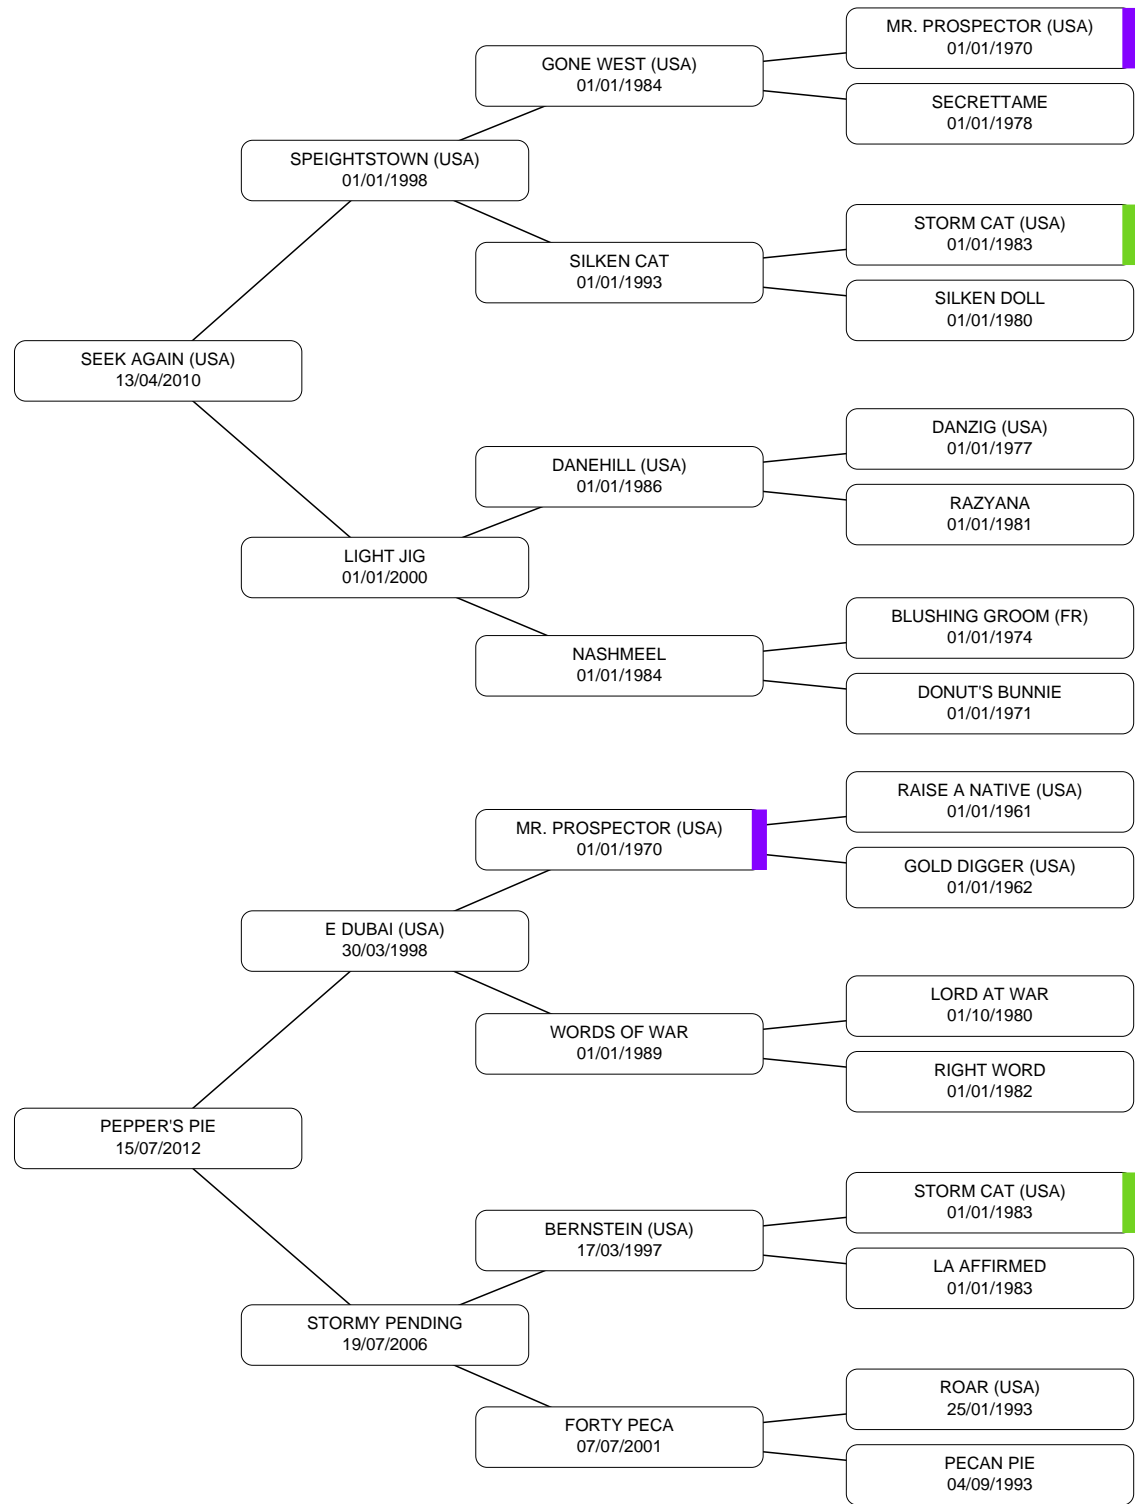 MR. PROSPECTOR (USA)
01/01/1970
GONE WEST (USA)
01/01/1984
SECRETTAME
01/01/1978
SPEIGHTSTOWN (USA)
01/01/1998
STORM CAT (USA)
01/01/1983
SILKEN CAT
01/01/1993
SILKEN DOLL
01/01/1980
SEEK AGAIN (USA)
13/04/2010
DANZIG (USA)
01/01/1977
DANEHILL (USA)
01/01/1986
RAZYANA
01/01/1981
LIGHT JIG
01/01/2000
BLUSHING GROOM (FR)
01/01/1974
NASHMEEL
01/01/1984
DONUT'S BUNNIE
01/01/1971
RAISE A NATIVE (USA)
01/01/1961
MR. PROSPECTOR (USA)
01/01/1970
GOLD DIGGER (USA)
01/01/1962
E DUBAI (USA)
30/03/1998
LORD AT WAR
01/10/1980
WORDS OF WAR
01/01/1989
RIGHT WORD
01/01/1982
PEPPER'S PIE
15/07/2012
STORM CAT (USA)
01/01/1983
BERNSTEIN (USA)
17/03/1997
LA AFFIRMED
01/01/1983
STORMY PENDING
19/07/2006
ROAR (USA)
25/01/1993
FORTY PECA
07/07/2001
PECAN PIE
04/09/1993